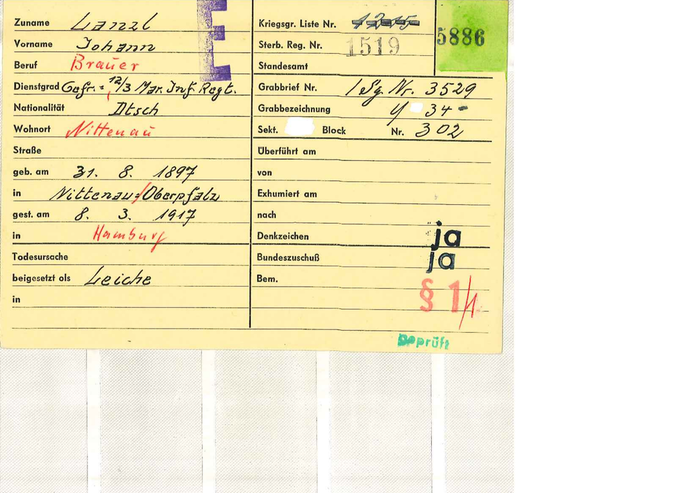 Zuname Lanzl
Vorname Johann
Beruf Brauer
Dienstgrad Gefr. = 12/3 Mar. Inf. Regt.
Nationalität Dtsch
Wohnort Nittenau
Straße
geb. am 31. 8. 1897
in Nittenau=/Oberpfalz
gest. am 8. 3. 1917
in Hamburg
Todesursache
beigesetzt als Leiche
in
E
Kriegsgr. Liste Nr.
Sterb. Reg. Nr. 1519
5886
Standesamt
Grabbrief Nr. / Sg. Nr. 3529
Grabbezeichnung Y 34 -
Sekt. Block Nr. 302
Überführt am
von
Exhumiert am
nach
Denkzeichen ja
Bundeszuschuß ja
Bem. § 1/1
Geprüft